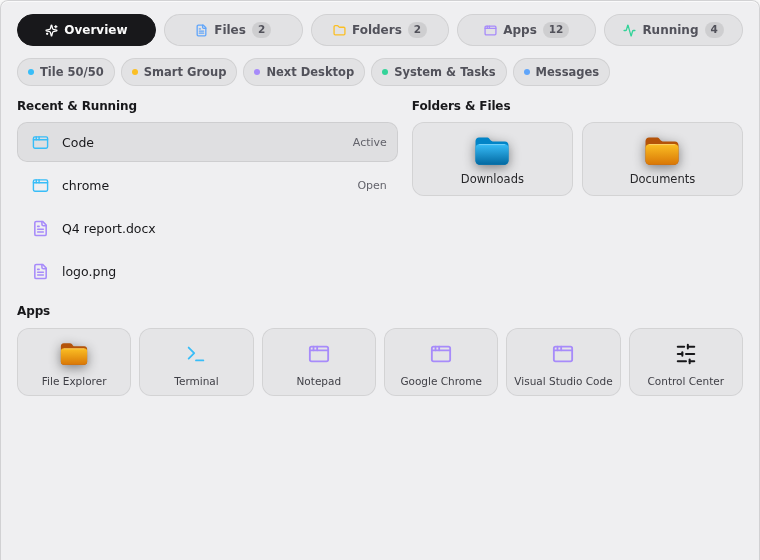 Overview
Files 2
Folders 2
Apps 12
Running 4
Tile 50/50
Smart Group
Next Desktop
System & Tasks
Messages
Recent & Running
Folders & Files
Code Active
chrome Open
Q4 report.docx
logo.png
Downloads
Documents
Apps
File Explorer
Terminal
Notepad
Google Chrome
Visual Studio Code
Control Center